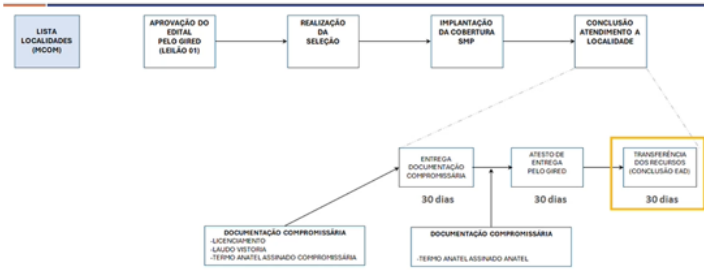 LISTA
LOCALIDADES
(MCOM)
APROVAÇÃO DO
EDITAL
PELO GIRED
(LEILÃO 01)
REALIZAÇÃO
DA
SELEÇÃO
IMPLANTAÇÃO
DA COBERTURA
SMP
CONCLUSÃO
ATENDIMENTO A
LOCALIDADE
ENTREGA
DOCUMENTAÇÃO
COMPROMISSÁRIA
30 dias
ATESTO DE
ENTREGA
PELO GIRED
30 dias
TRANSFERÊNCIA
DOS RECURSOS
(CONCLUSÃO EAD)
30 dias
DOCUMENTAÇÃO COMPROMISSÁRIA
-LICENCIAMENTO
-LAUDO VISTORIA
-TERMO ANATEL ASSINADO COMPROMISSÁRIA
DOCUMENTAÇÃO COMPROMISSÁRIA
-TERMO ANATEL ASSINADO ANATEL